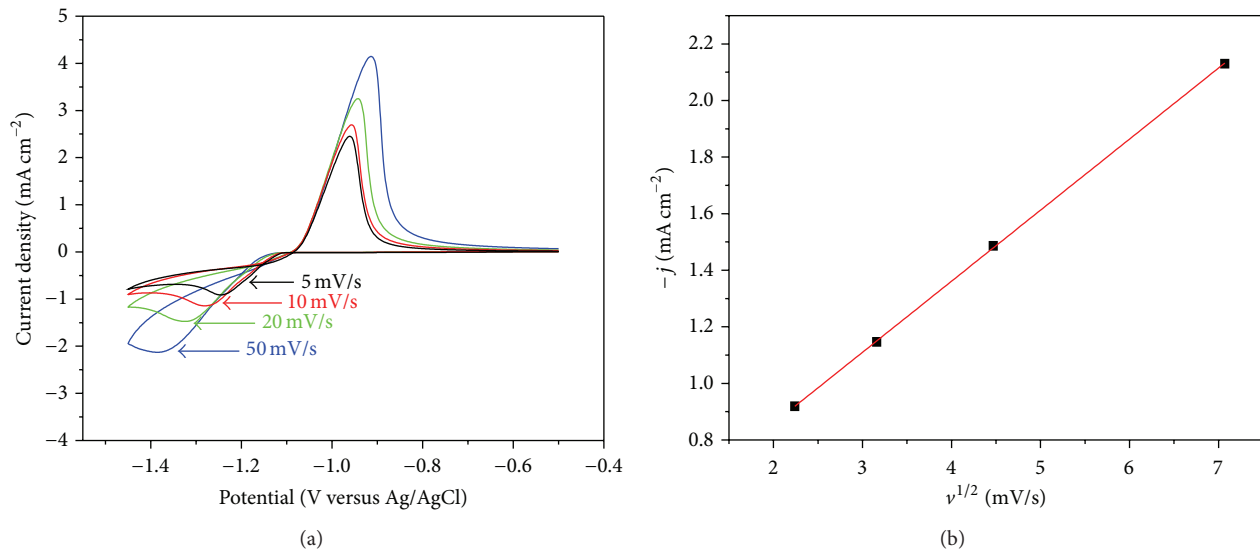 5
4
3
2
1
0
−1
−2
−3
−4
Current density (mA cm−2)
5 mV/s
10 mV/s
20 mV/s
50 mV/s
−1.4 −1.2 −1.0 −0.8 −0.6 −0.4
Potential (V versus Ag/AgCl)
(a)
2.2
2.0
1.8
1.6
1.4
1.2
1.0
0.8
−j (mA cm−2)
2 3 4 5 6 7
ν1/2 (mV/s)
(b)